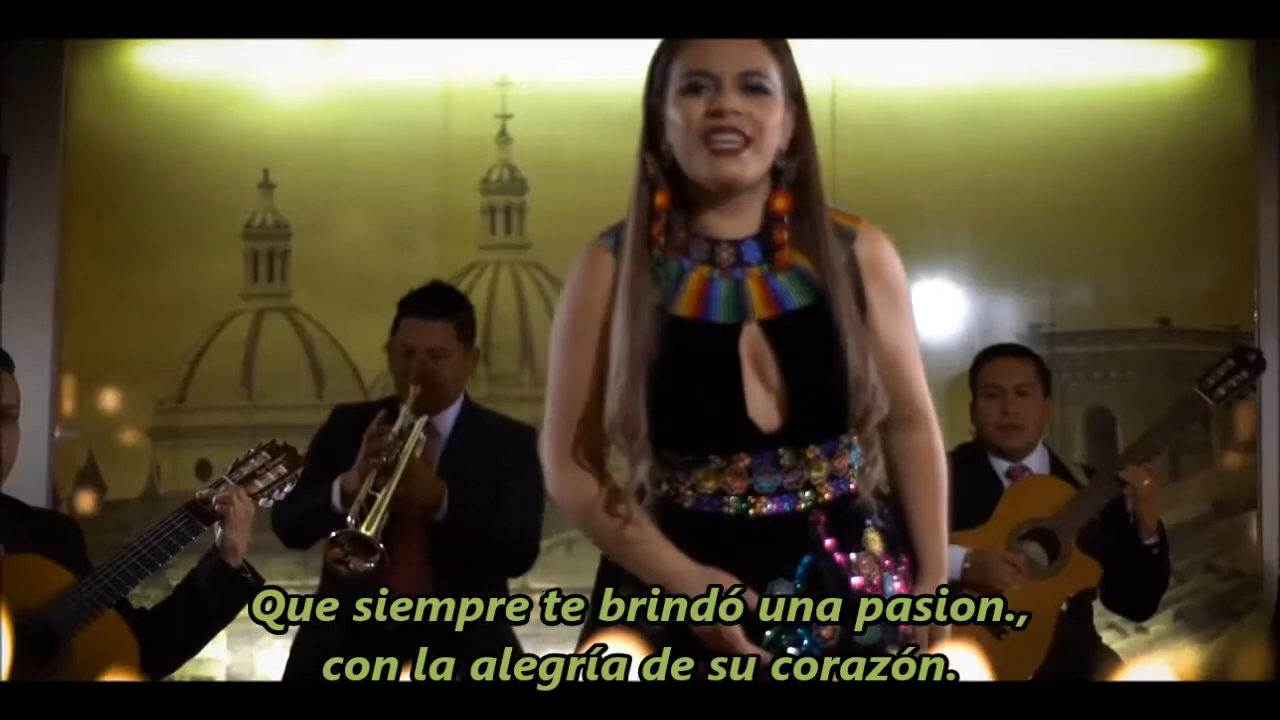 Que siempre te brindó una pasion.,
con la alegría de su corazón.